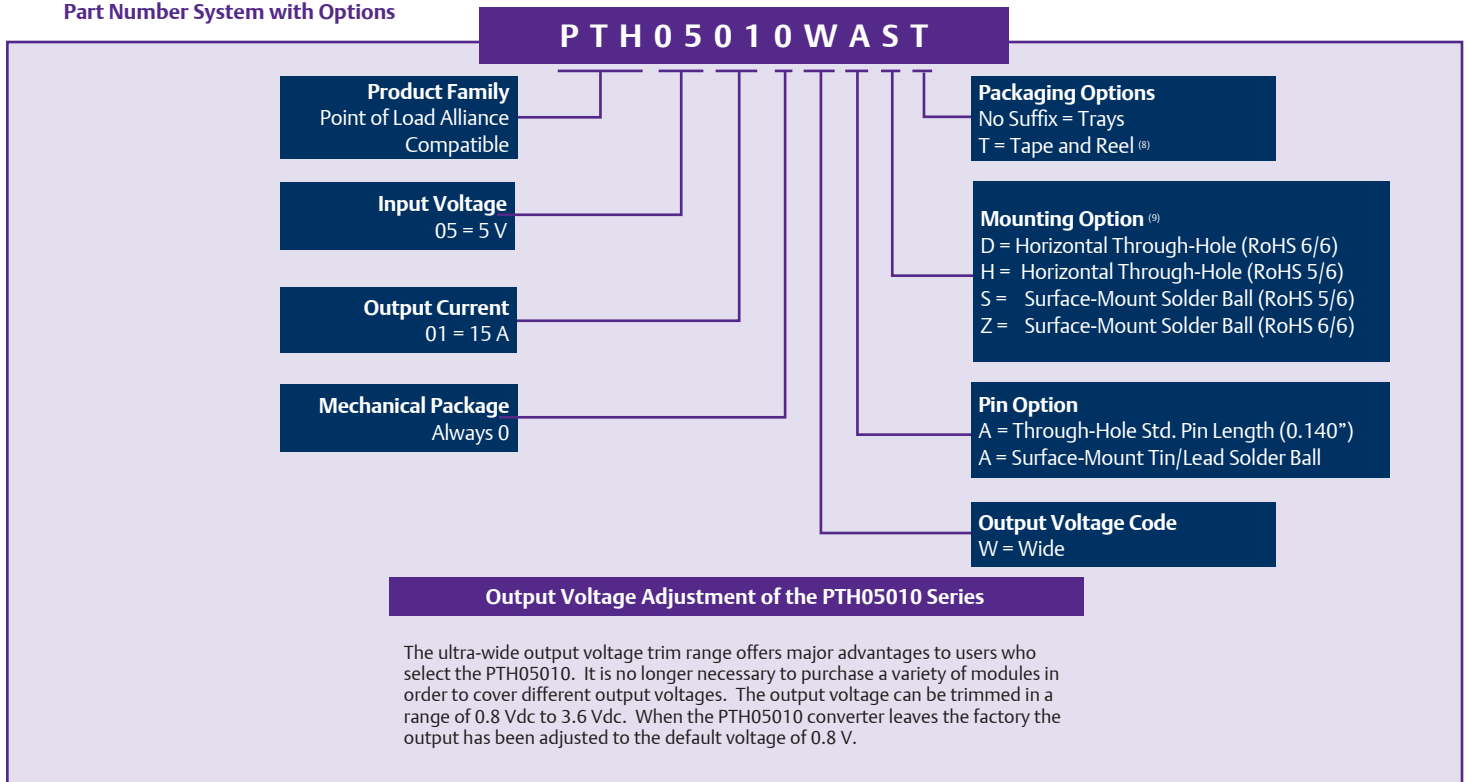 Part Number System with Options
PTH05010WAST
Product Family
Point of Load Alliance
Compatible
Input Voltage
05 = 5 V
Output Current
01 = 15 A
Mechanical Package
Always 0
Packaging Options
No Suffix = Trays
T = Tape and Reel (8)
Mounting Option (9)
D = Horizontal Through-Hole (RoHS 6/6)
H = Horizontal Through-Hole (RoHS 5/6)
S = Surface-Mount Solder Ball (RoHS 5/6)
Z = Surface-Mount Solder Ball (RoHS 6/6)
Pin Option
A = Through-Hole Std. Pin Length (0.140”)
A = Surface-Mount Tin/Lead Solder Ball
Output Voltage Code
W = Wide
Output Voltage Adjustment of the PTH05010 Series
The ultra-wide output voltage trim range offers major advantages to users who
select the PTH05010. It is no longer necessary to purchase a variety of modules in
order to cover different output voltages. The output voltage can be trimmed in a
range of 0.8 Vdc to 3.6 Vdc. When the PTH05010 converter leaves the factory the
output has been adjusted to the default voltage of 0.8 V.